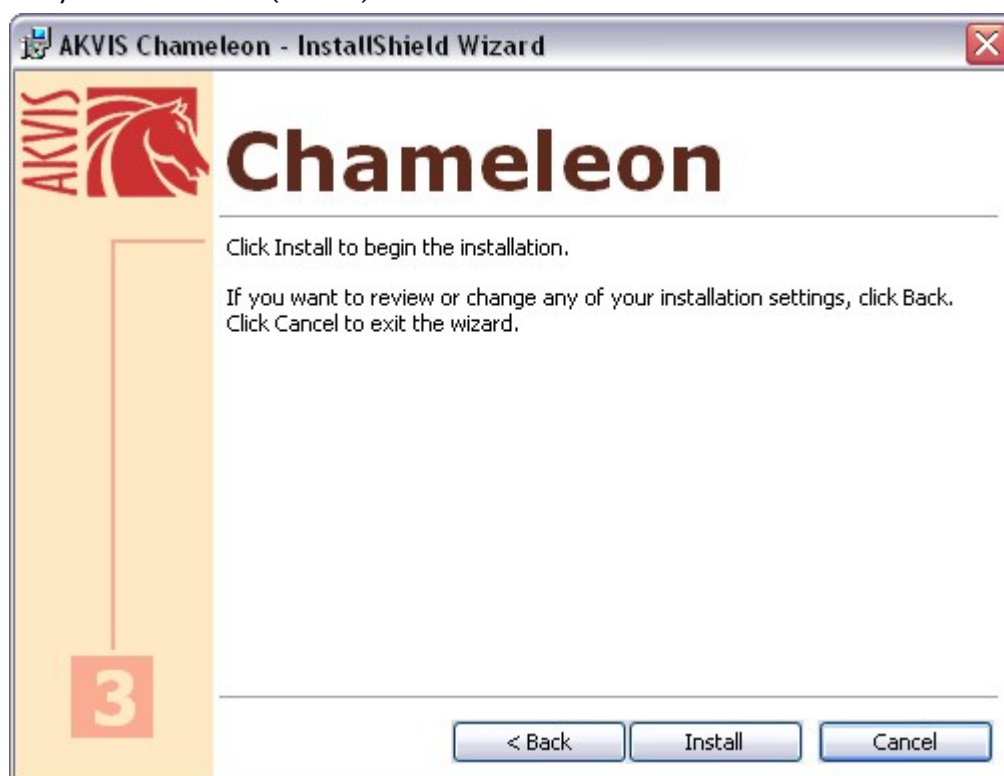 AKVIS Chameleon - InstallShield Wizard
AKVIS
Chameleon
Click Install to begin the installation.
If you want to review or change any of your installation settings, click Back.
Click Cancel to exit the wizard.
3
< Back
Install
Cancel